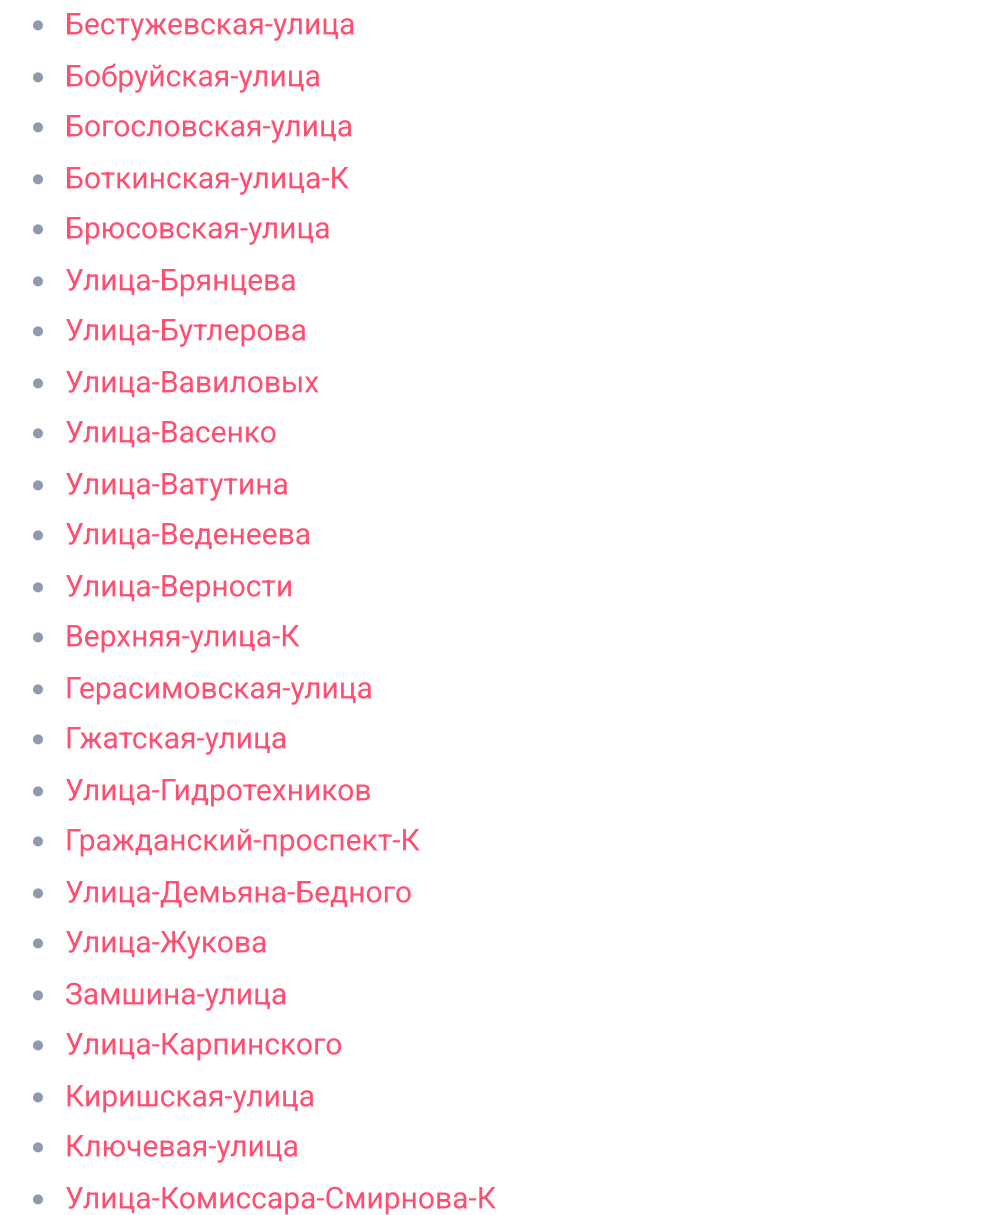 Бестужевская-улица
Бобруйская-улица
Богословская-улица
Боткинская-улица-К
Брюсовская-улица
Улица-Брянцева
Улица-Бутлерова
Улица-Вавиловых
Улица-Васенко
Улица-Ватутина
Улица-Веденеева
Улица-Верности
Верхняя-улица-К
Герасимовская-улица
Гжатская-улица
Улица-Гидротехников
Гражданский-проспект-К
Улица-Демьяна-Бедного
Улица-Жукова
Замшина-улица
Улица-Карпинского
Киришская-улица
Ключевая-улица
Улица-Комиссара-Смирнова-К